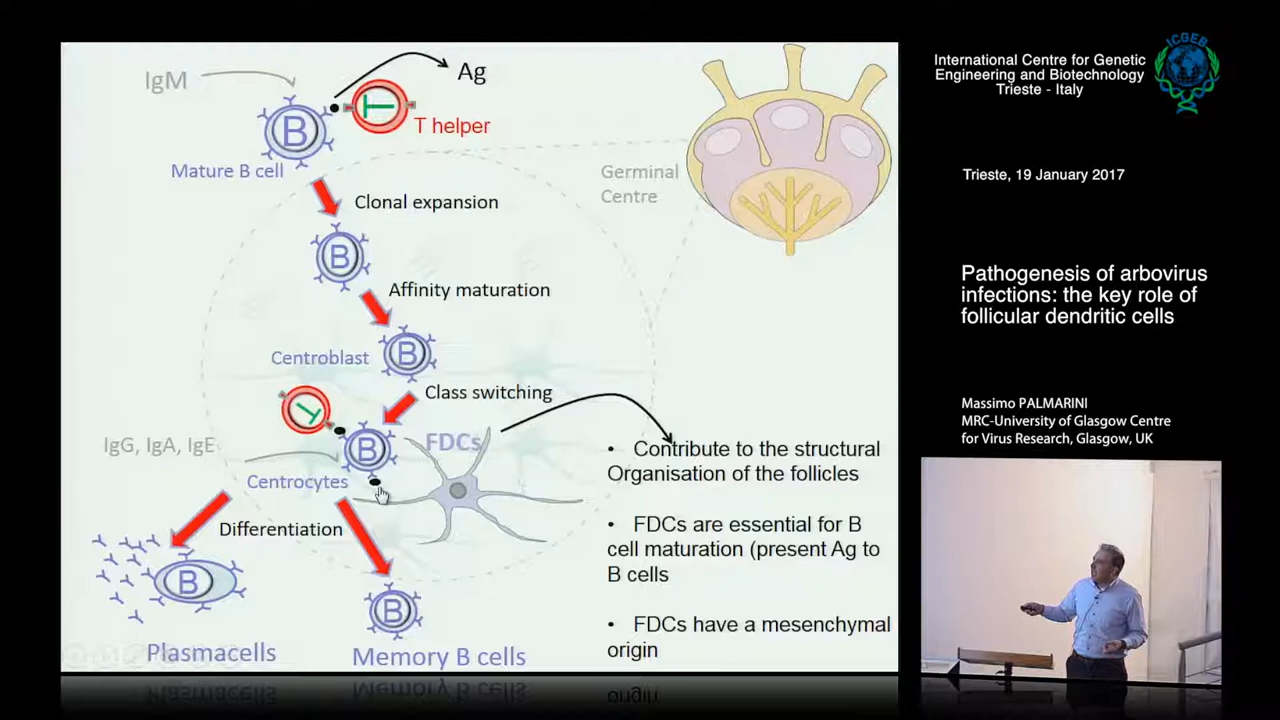 IgM
Ag
B
T
T helper
Mature B cell
Clonal expansion
Germinal
Centre
B
Affinity maturation
B
Centroblast
Class switching
T
B
FDCs
IgG, IgA, IgE
Centrocytes
Differentiation
B
B
Plasmacells
Memory B cells
• Contribute to the structural
Organisation of the follicles
• FDCs are essential for B
cell maturation (present Ag to
B cells
• FDCs have a mesenchymal
origin
International Centre for Genetic
Engineering and Biotechnology
Trieste - Italy
ICGEB
Trieste, 19 January 2017
Pathogenesis of arbovirus
infections: the key role of
follicular dendritic cells
Massimo PALMARINI
MRC-University of Glasgow Centre
for Virus Research, Glasgow, UK